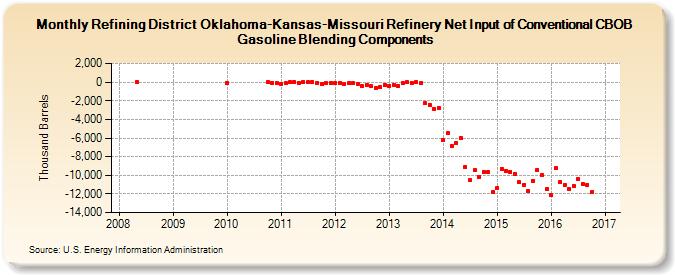 Monthly Refining District Oklahoma-Kansas-Missouri Refinery Net Input of Conventional CBOB
Gasoline Blending Components
Thousand Barrels
2,000
0
-2,000
-4,000
-6,000
-8,000
-10,000
-12,000
-14,000
2008 2009 2010 2011 2012 2013 2014 2015 2016 2017
Source: U.S. Energy Information Administration